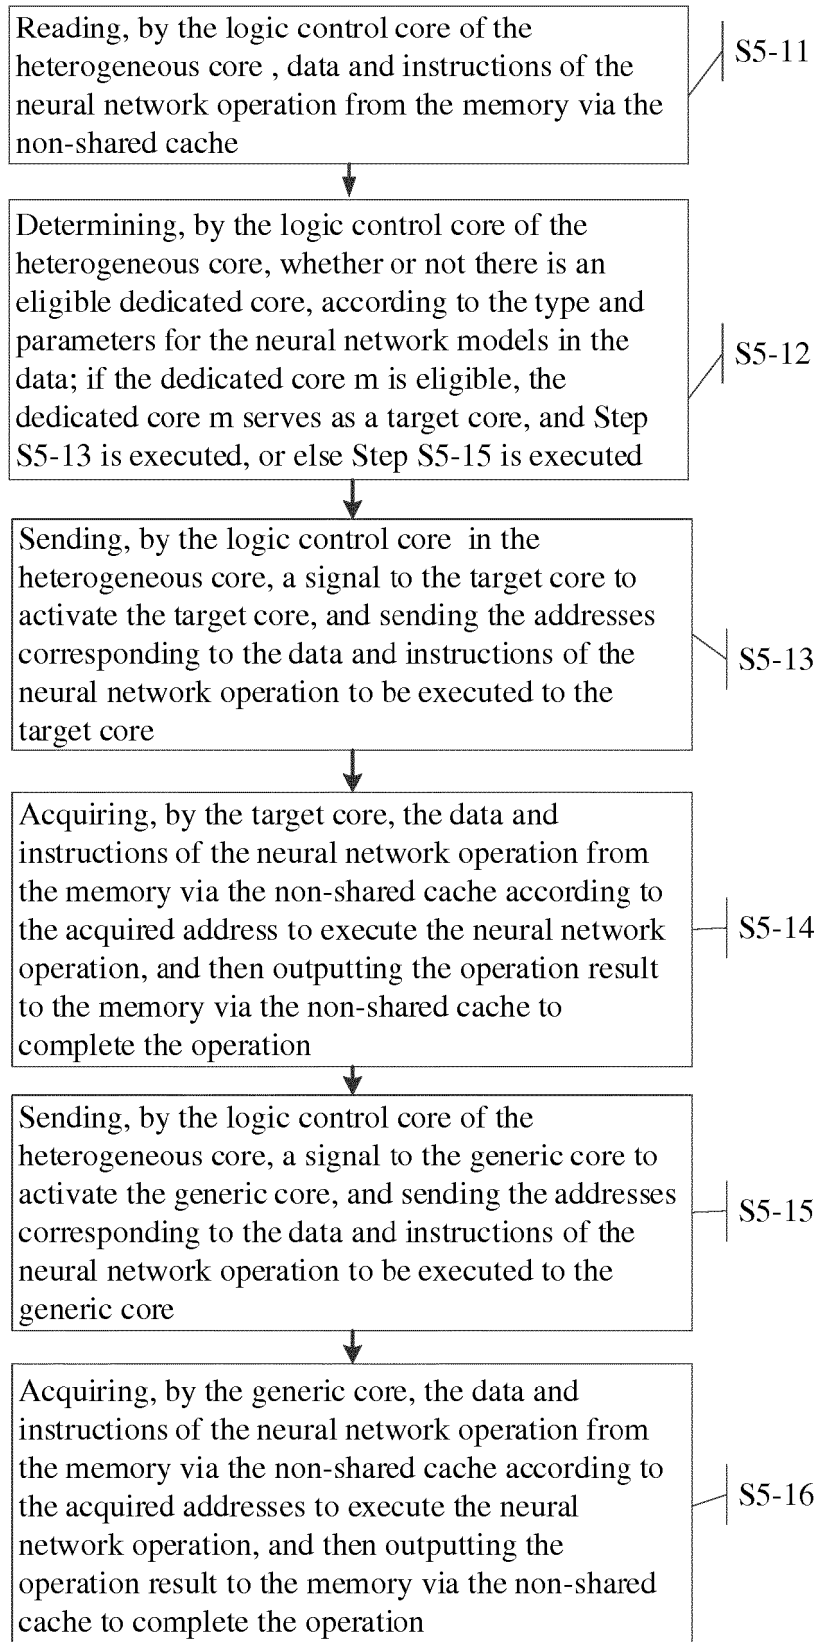 Reading, by the logic control core of the
heterogeneous core , data and instructions of the
neural network operation from the memory via the
non-shared cache
S5-11
Determining, by the logic control core of the
heterogeneous core, whether or not there is an
eligible dedicated core, according to the type and
parameters for the neural network models in the
data; if the dedicated core m is eligible, the
dedicated core m serves as a target core, and Step
S5-13 is executed, or else Step S5-15 is executed
S5-12
Sending, by the logic control core in the
heterogeneous core, a signal to the target core to
activate the target core, and sending the addresses
corresponding to the data and instructions of the
neural network operation to be executed to the
target core
S5-13
Acquiring, by the target core, the data and
instructions of the neural network operation from
the memory via the non-shared cache according to
the acquired address to execute the neural network
operation, and then outputting the operation result
to the memory via the non-shared cache to
complete the operation
S5-14
Sending, by the logic control core of the
heterogeneous core, a signal to the generic core to
activate the generic core, and sending the addresses
corresponding to the data and instructions of the
neural network operation to be executed to the
generic core
S5-15
Acquiring, by the generic core, the data and
instructions of the neural network operation from
the memory via the non-shared cache according to
the acquired addresses to execute the neural
network operation, and then outputting the
operation result to the memory via the non-shared
cache to complete the operation
S5-16